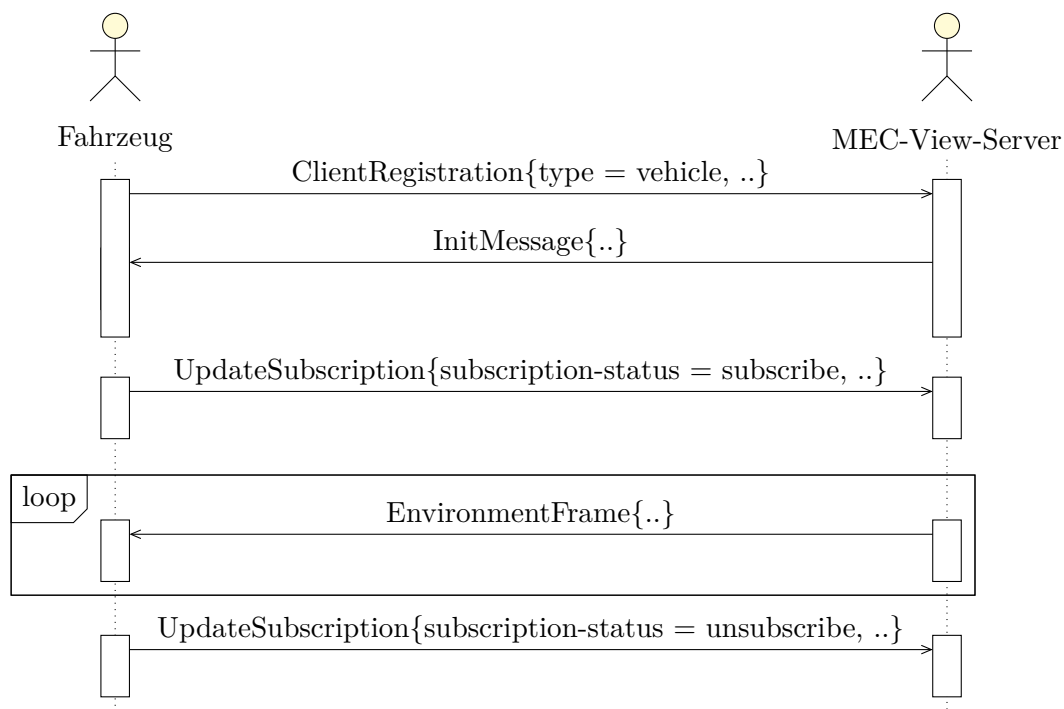 Fahrzeug
MEC-View-Server
ClientRegistration{type = vehicle, ..}
InitMessage{..}
UpdateSubscription{subscription-status = subscribe, ..}
loop
EnvironmentFrame{..}
UpdateSubscription{subscription-status = unsubscribe, ..}